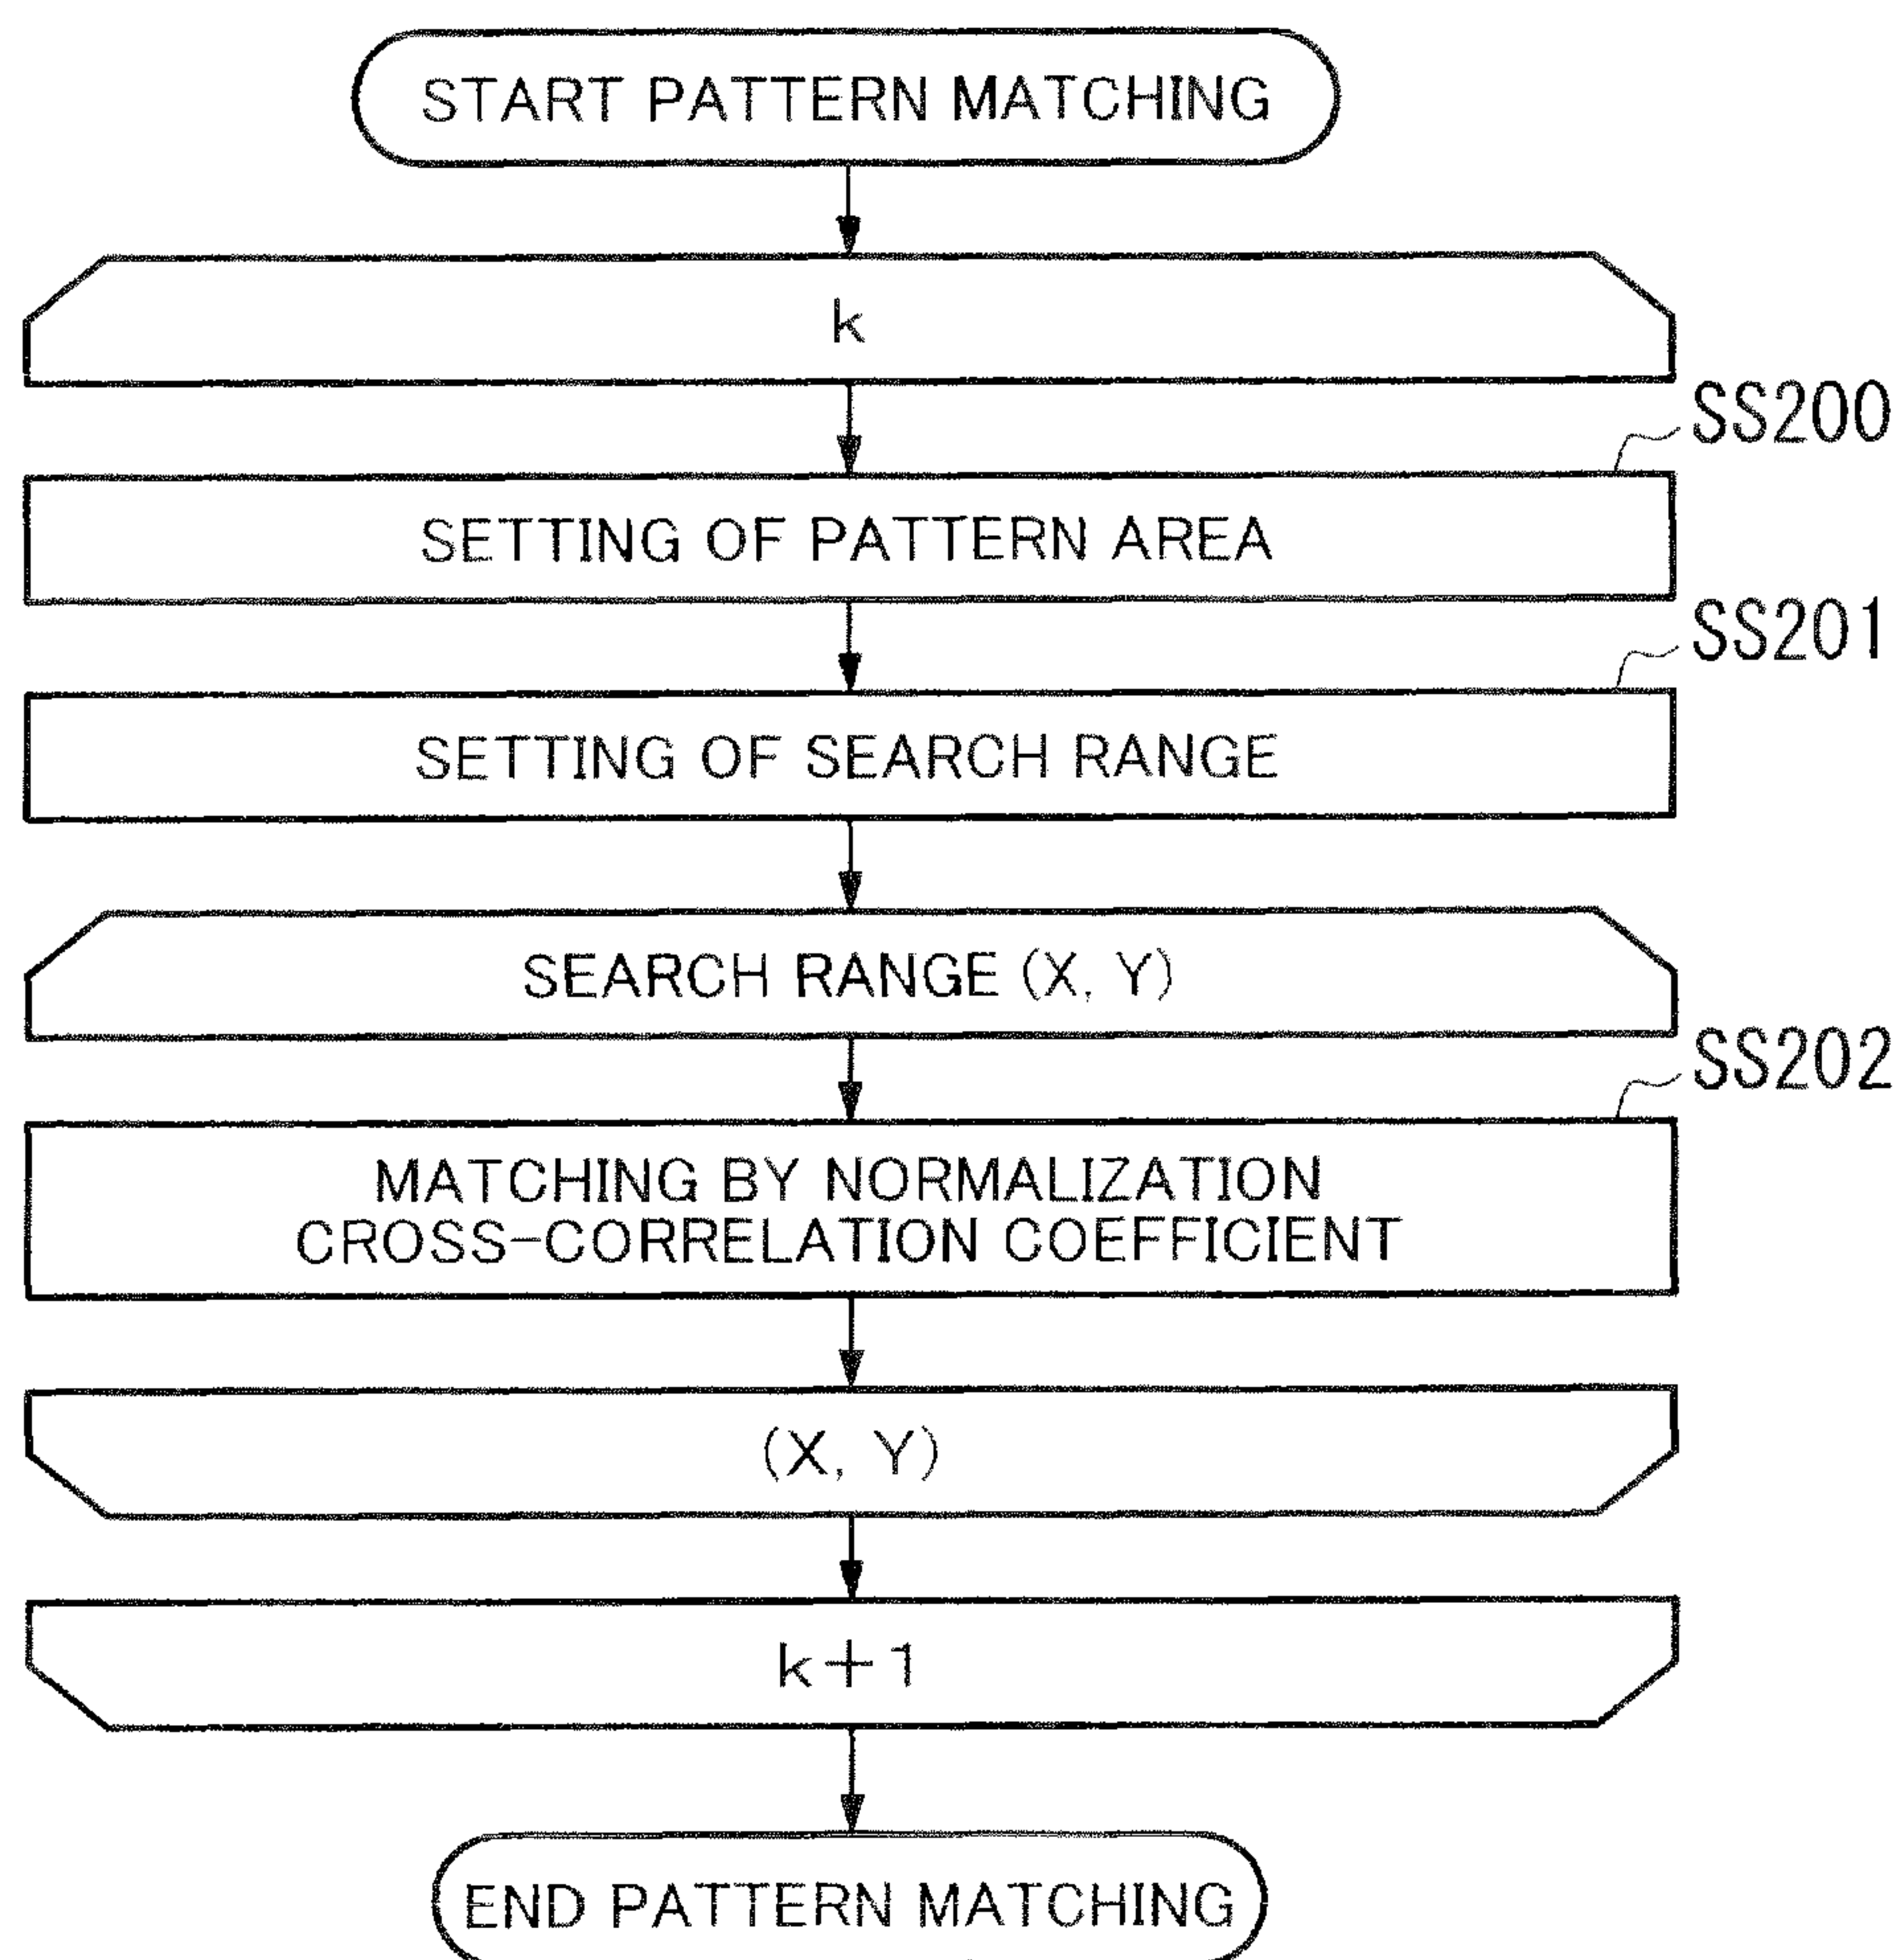 START PATTERN MATCHING
k
SS200
SETTING OF PATTERN AREA
SS201
SETTING OF SEARCH RANGE
SEARCH RANGE (X, Y)
SS202
MATCHING BY NORMALIZATION
CROSS-CORRELATION COEFFICIENT
(X, Y)
k+1
END PATTERN MATCHING